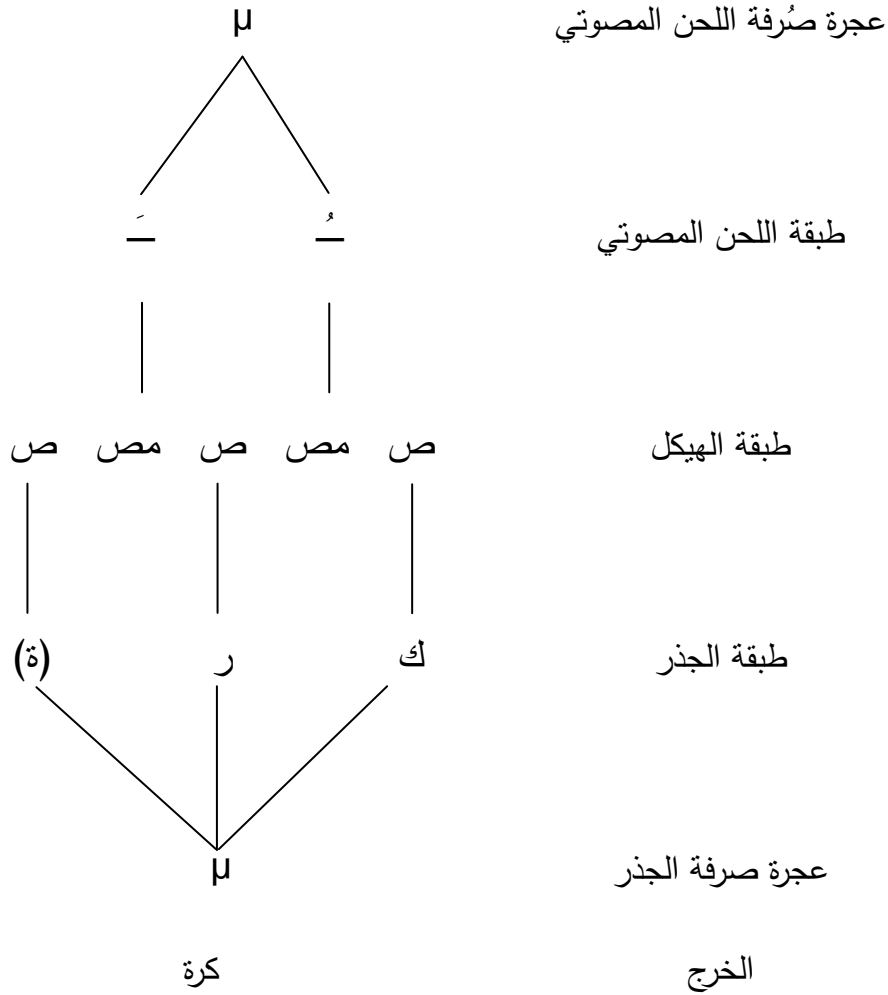 عجرة صُرفة اللحن المصوتي µ
طبقة اللحن المصوتي ـُ ـَ
طبقة الهيكل ص مص ص مص ص
طبقة الجذر ك ر (ة)
عجرة صرفة الجذر µ
الخرج كرة